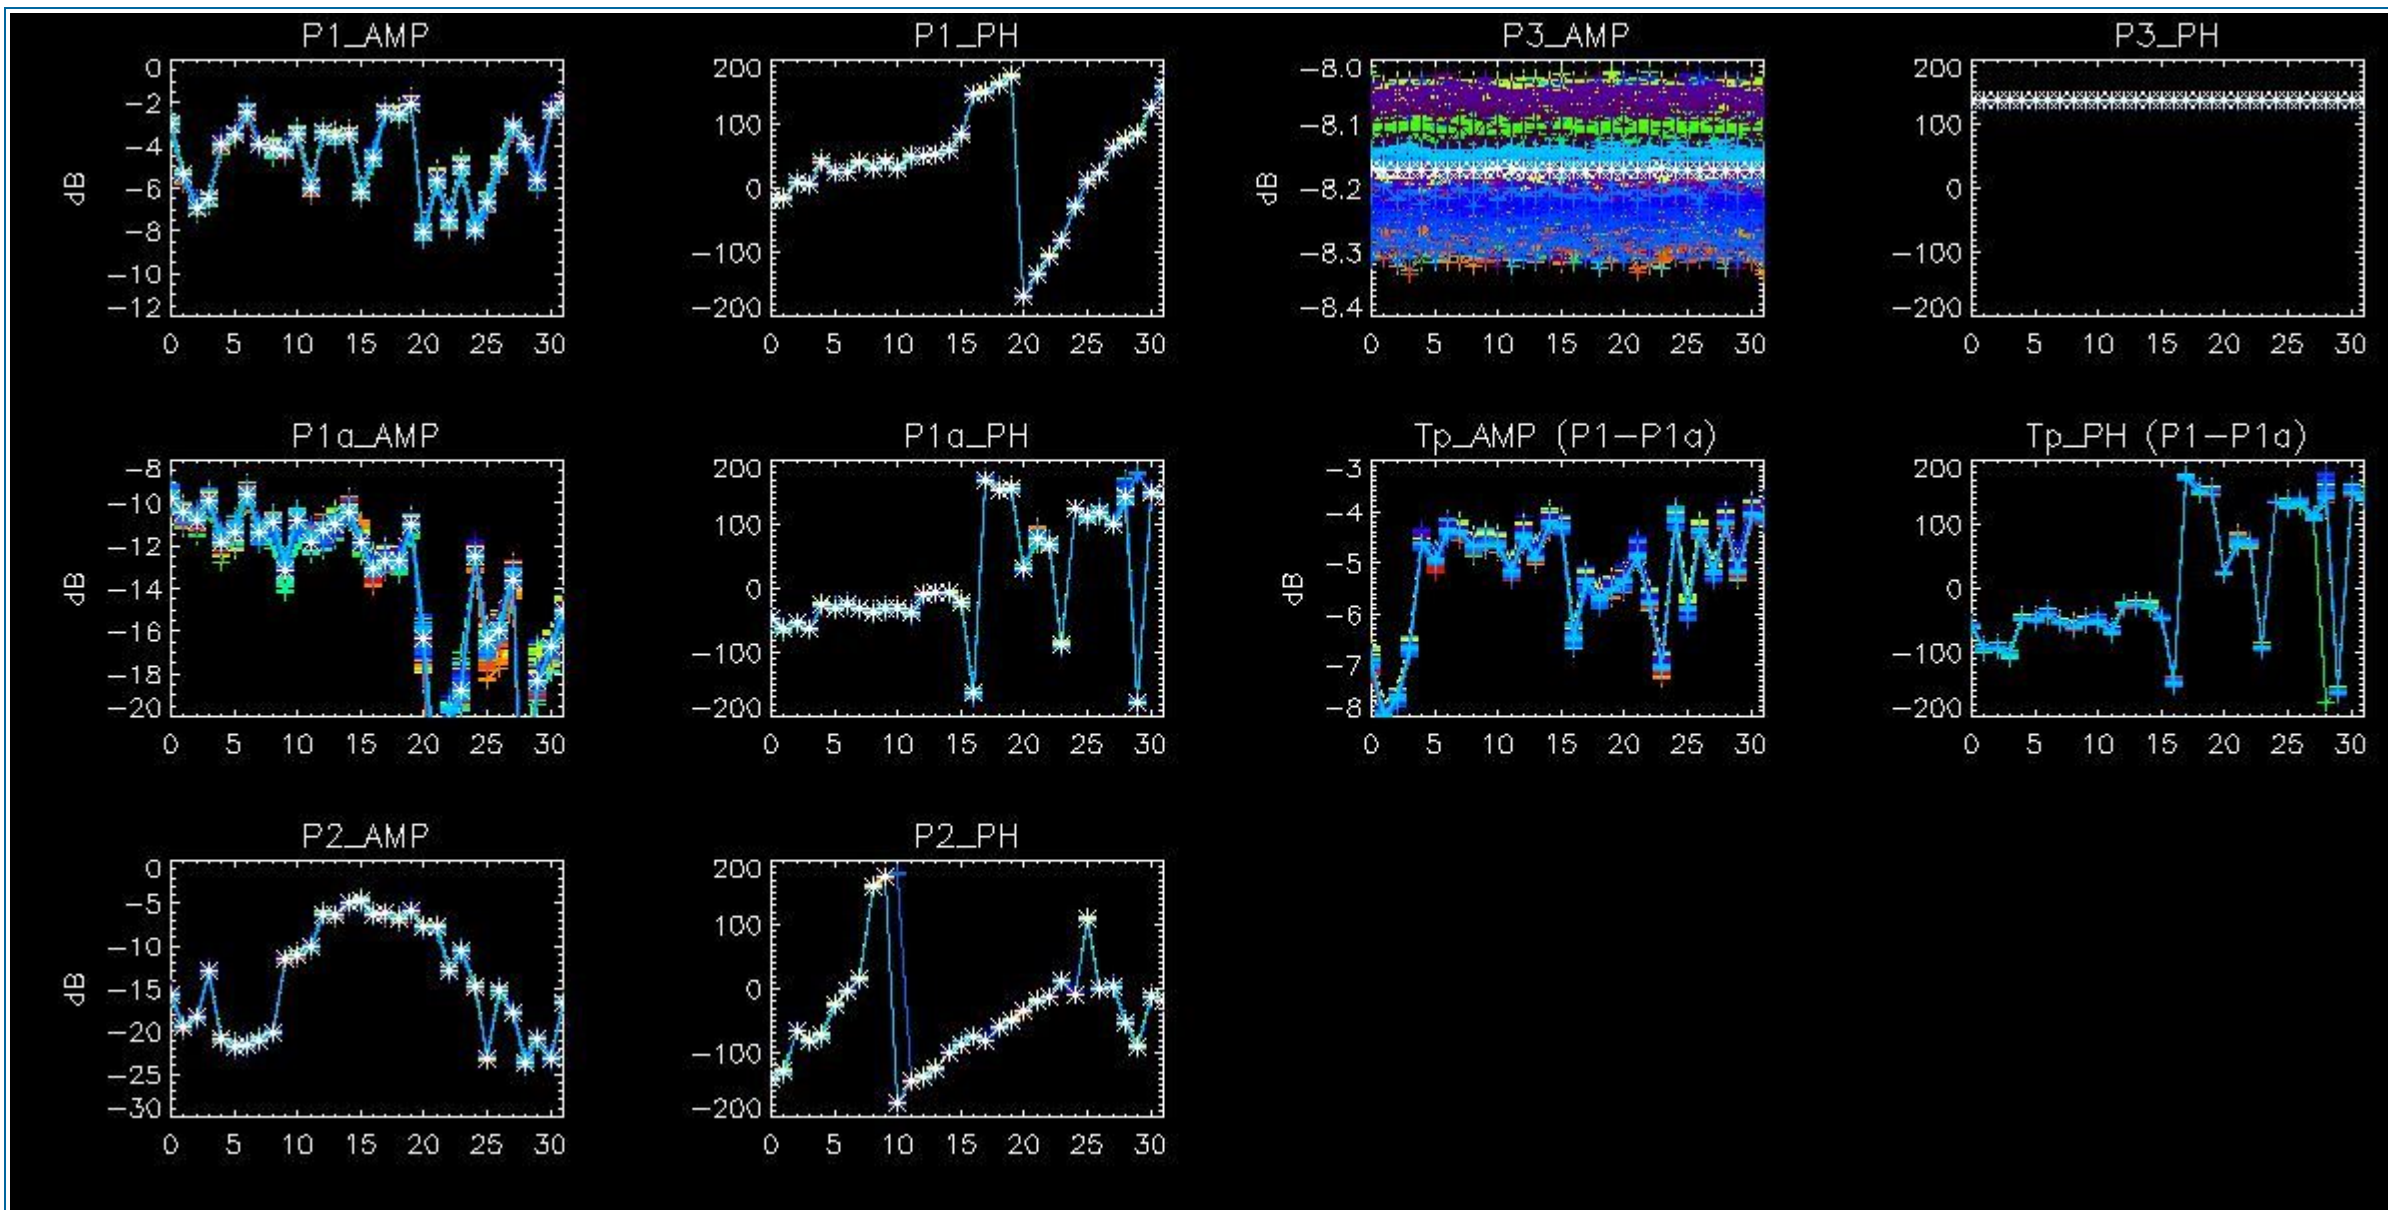 P1_AMP P1_PH P3_AMP P3_PH
0 200 -8.0 200
-2 100 -8.1 100
-4 0 -8.2 0
-6 -100 -8.3 -100
-8 -200 -8.4 -200
-10
-12
dB dB
0 5 10 15 20 25 30 0 5 10 15 20 25 30 0 5 10 15 20 25 30 0 5 10 15 20 25 30
P1a_AMP P1a_PH Tp_AMP (P1-P1a) Tp_PH (P1-P1a)
-8 200 -3 200
-10 100 -4 100
-12 0 -5 0
-14 -100 -6 -100
-16 -200 -7 -200
-18 -8
-20
dB dB
0 5 10 15 20 25 30 0 5 10 15 20 25 30 0 5 10 15 20 25 30 0 5 10 15 20 25 30
P2_AMP P2_PH
0 200
-5 100
-10 0
-15 -100
-20 -200
-25
-30
dB
0 5 10 15 20 25 30 0 5 10 15 20 25 30